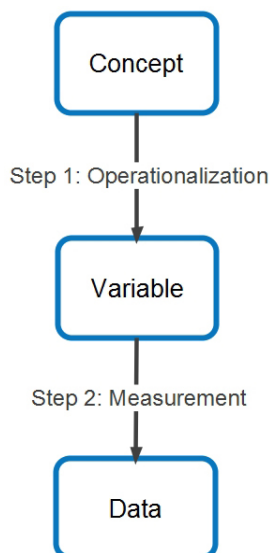 Concept
Step 1: Operationalization
Variable
Step 2: Measurement
Data